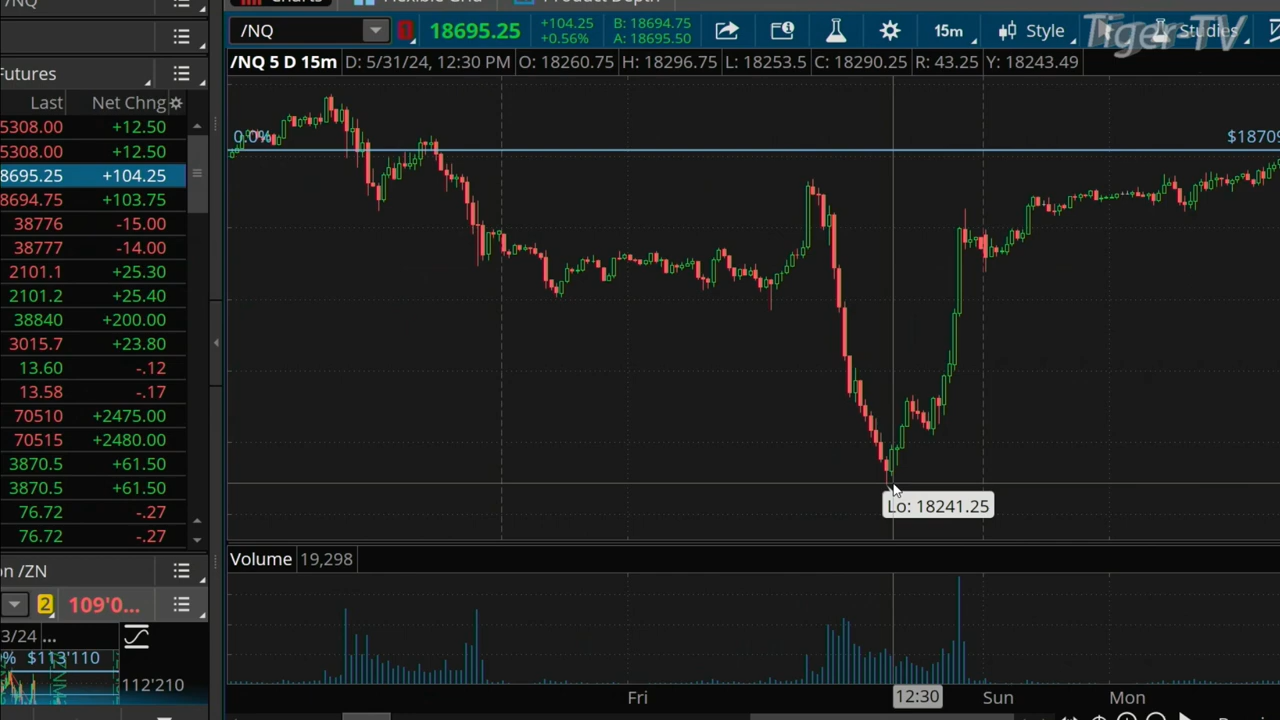 Charts
Flexible Grid
Product Depth
/NQ
18695.25
+104.25
+0.56%
B: 18694.75
A: 18695.50
15m
Style
Studies
Tiger-TV
/NQ 5 D 15m
D: 5/31/24, 12:30 PM
O: 18260.75
H: 18296.75
L: 18253.5
C: 18290.25
R: 43.25
Y: 18243.49
Futures
Last
Net Chng
5308.00 +12.50
5308.00 +12.50
8695.25 +104.25
8694.75 +103.75
38776 -15.00
38777 -14.00
2101.1 +25.30
2101.2 +25.40
38840 +200.00
3015.7 +23.80
13.60 -.12
13.58 -.17
70510 +2475.00
70515 +2480.00
3870.5 +61.50
3870.5 +61.50
76.72 -.27
76.72 -.27
0.0%
$18709
Lo: 18241.25
Volume 19,298
on /ZN
2
109'0...
3/24 ...
% $113'110
112'210
Fri
12:30
Sun
Mon